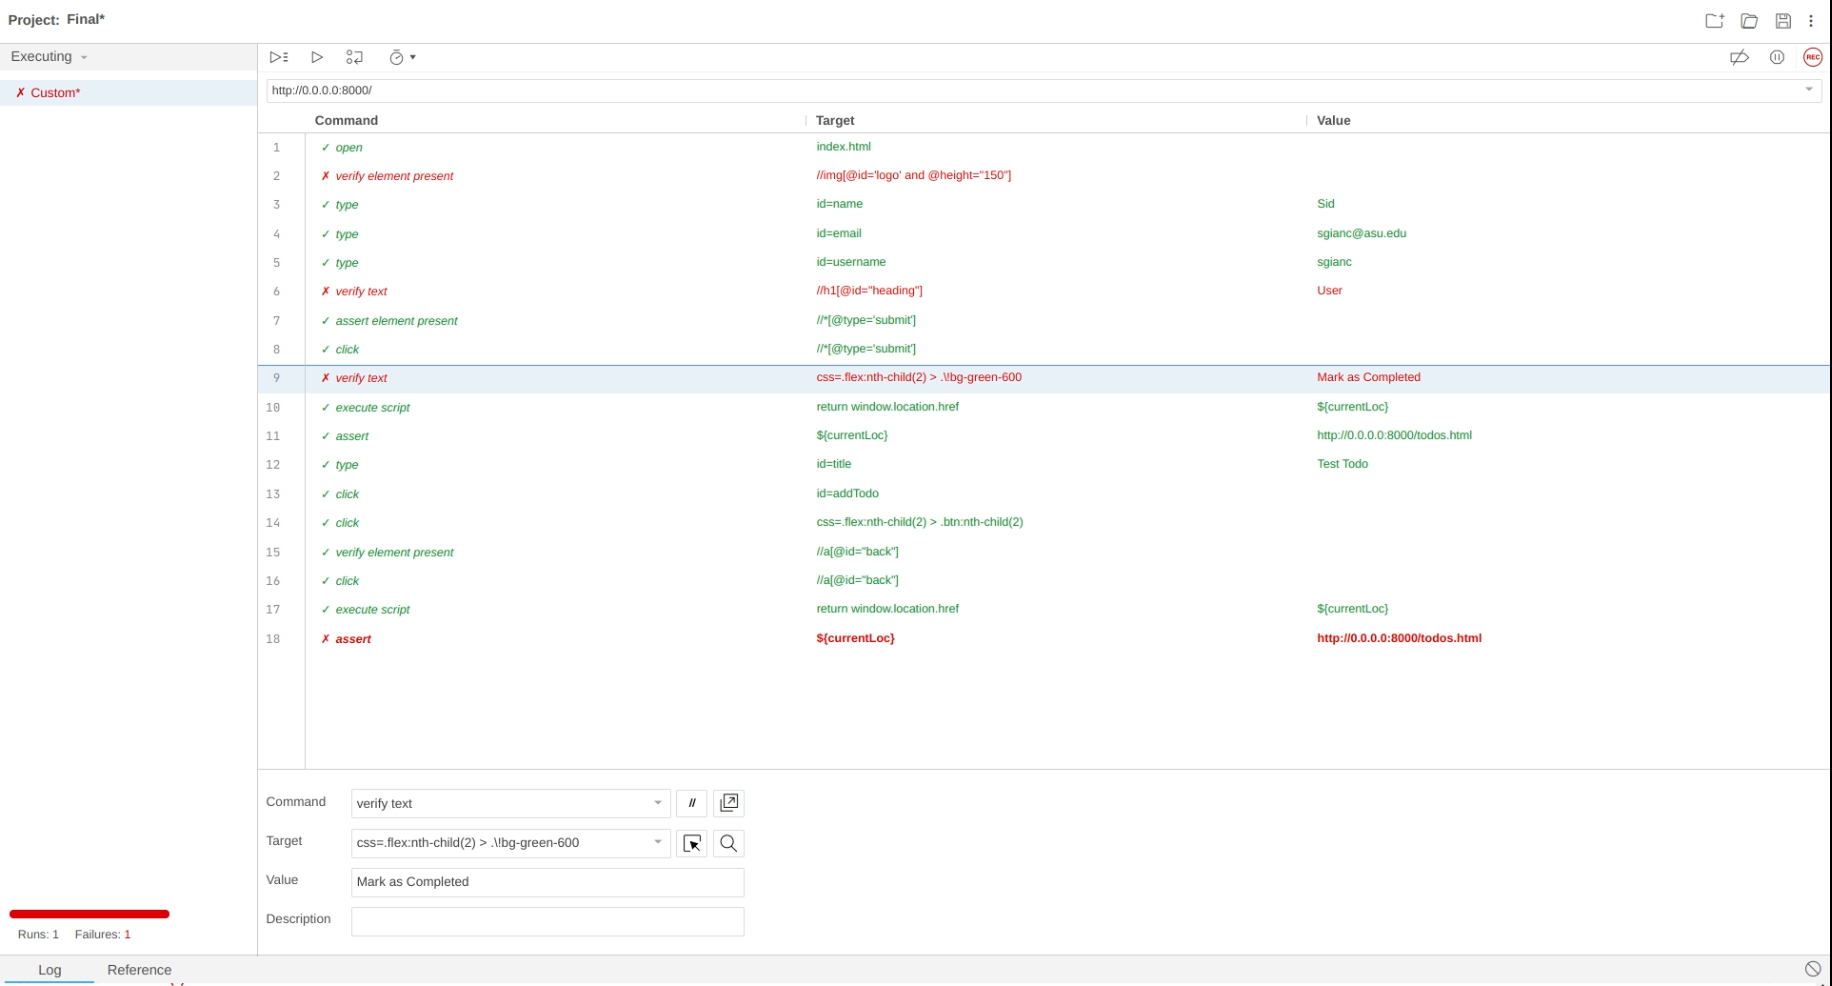 Project: Final*
Executing
✗ Custom*
REC
http://0.0.0.0:8000/
Command Target Value
1 ✓ open index.html
2 ✗ verify element present //img[@id='logo' and @height="150"]
3 ✓ type id=name Sid
4 ✓ type id=email sgianc@asu.edu
5 ✓ type id=username sgianc
6 ✗ verify text //h1[@id="heading"] User
7 ✓ assert element present //*[@type='submit']
8 ✓ click //*[@type='submit']
9 ✗ verify text css=.flex:nth-child(2) > .\!bg-green-600 Mark as Completed
10 ✓ execute script return window.location.href ${currentLoc}
11 ✓ assert ${currentLoc} http://0.0.0.0:8000/todos.html
12 ✓ type id=title Test Todo
13 ✓ click id=addTodo
14 ✓ click css=.flex:nth-child(2) > .btn:nth-child(2)
15 ✓ verify element present //a[@id="back"]
16 ✓ click //a[@id="back"]
17 ✓ execute script return window.location.href ${currentLoc}
18 ✗ assert ${currentLoc} http://0.0.0.0:8000/todos.html
Command verify text //
Target css=.flex:nth-child(2) > .\!bg-green-600
Value Mark as Completed
Description
Runs: 1 Failures: 1
Log Reference